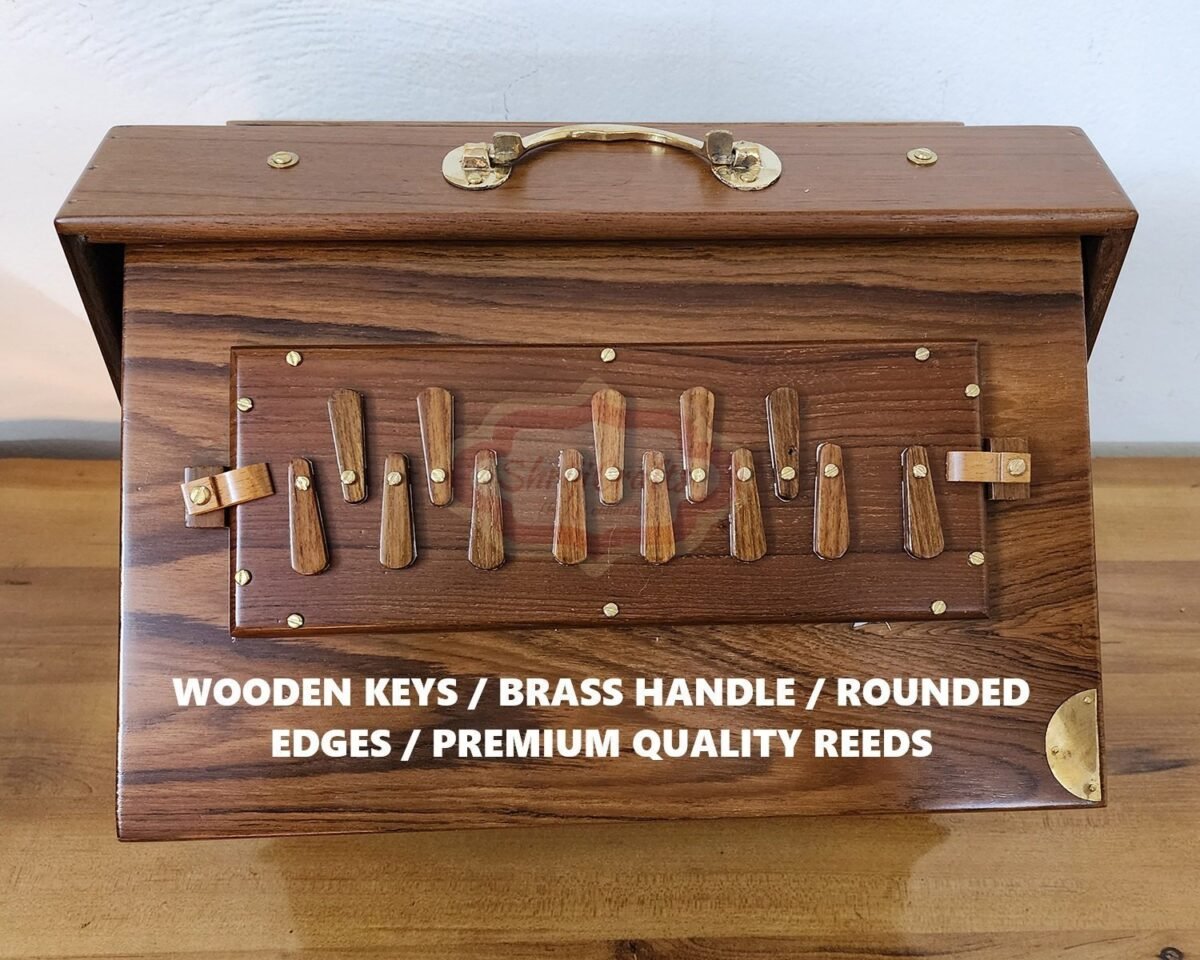 WOODEN KEYS / BRASS HANDLE / ROUNDED
EDGES / PREMIUM QUALITY REEDS